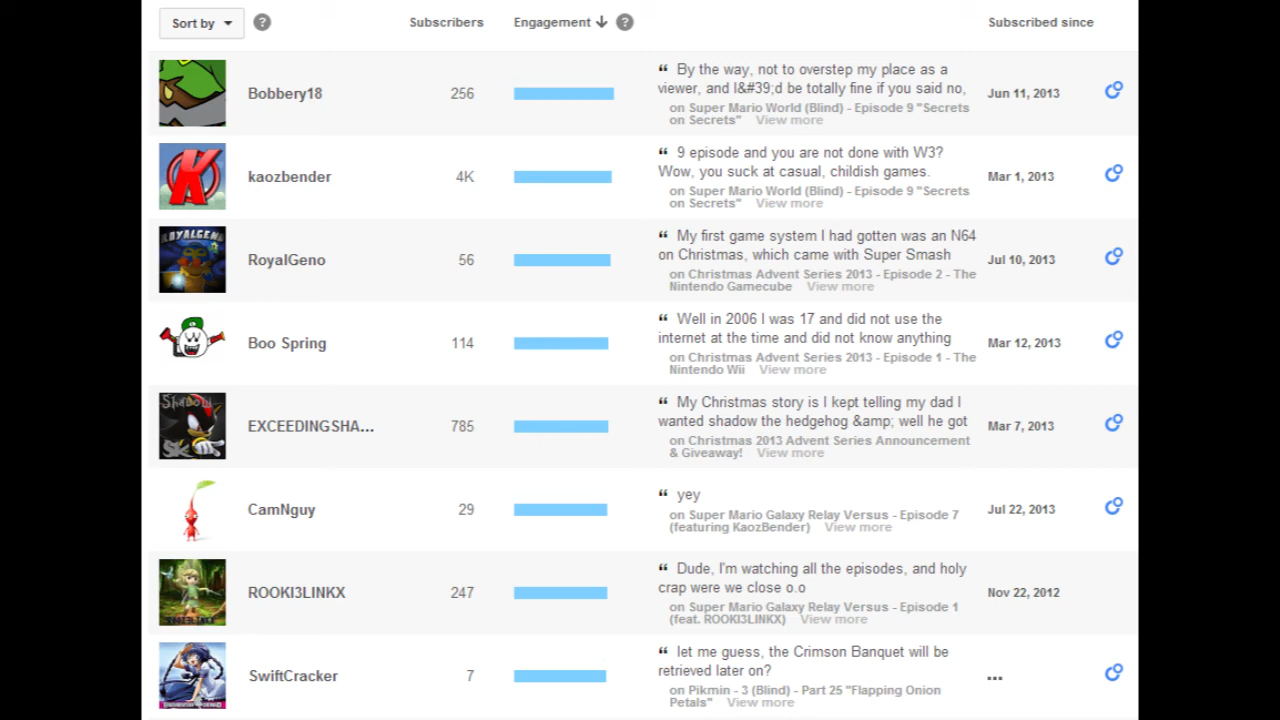 Sort by ? Subscribers Engagement ↓ ? Subscribed since
Bobbery18 256
“ By the way, not to overstep my place as a
viewer, and I&#39;d be totally fine if you said no,
on Super Mario World (Blind) - Episode 9 "Secrets
on Secrets" View more
Jun 11, 2013
K
kaozbender 4K
“ 9 episode and you are not done with W3?
Wow, you suck at casual, childish games.
on Super Mario World (Blind) - Episode 9 "Secrets
on Secrets" View more
Mar 1, 2013
ROYALGENO
RoyalGeno 56
“ My first game system I had gotten was an N64
on Christmas, which came with Super Smash
on Christmas Advent Series 2013 - Episode 2 - The
Nintendo Gamecube View more
Jul 10, 2013
Boo Spring 114
“ Well in 2006 I was 17 and did not use the
internet at the time and did not know anything
on Christmas Advent Series 2013 - Episode 1 - The
Nintendo Wii View more
Mar 12, 2013
Shadow
SK
EXCEEDINGSHA... 785
“ My Christmas story is I kept telling my dad I
wanted shadow the hedgehog &amp; well he got
on Christmas 2013 Advent Series Announcement
& Giveaway! View more
Mar 7, 2013
CamNguy 29
“ yey
on Super Mario Galaxy Relay Versus - Episode 7
(featuring KaozBender) View more
Jul 22, 2013
ROOKI3LINKX
ROOKI3LINKX 247
“ Dude, I'm watching all the episodes, and holy
crap were we close o.o
on Super Mario Galaxy Relay Versus - Episode 1
(feat. ROOKI3LINKX) View more
Nov 22, 2012
SwiftCracker 7
“ let me guess, the Crimson Banquet will be
retrieved later on?
on Pikmin - 3 (Blind) - Part 25 "Flapping Onion
Petals" View more
...